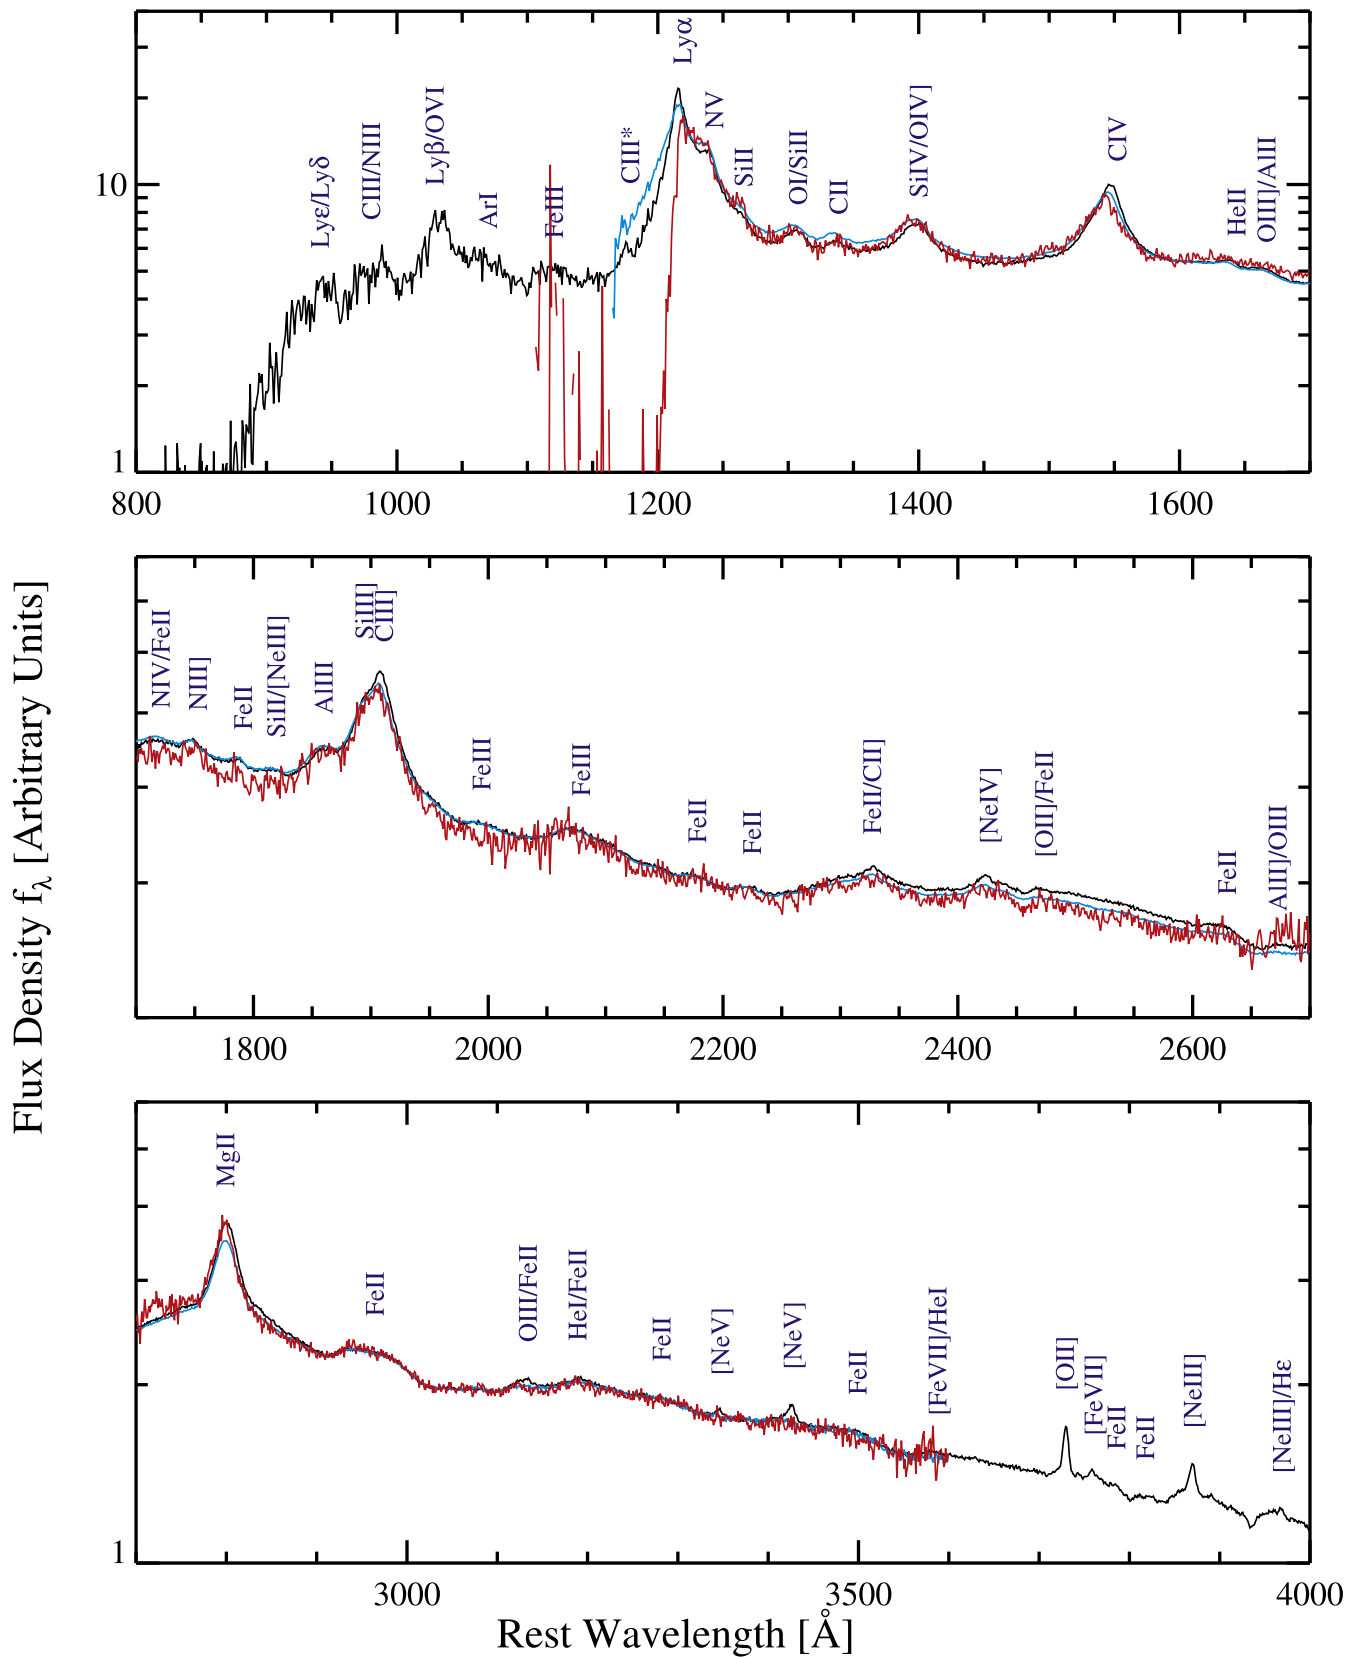 Flux Density fλ [Arbitrary Units]
Lyε/Lyδ
CIII/NIII
Lyβ/OVI
ArI
FeIII
CIII*
Lyα
NV
SiII
OI/SiII
CII
SiIV/OIV]
CIV
HeII
OIII]/AlII
10
1
800 1000 1200 1400 1600
NIV/FeII
NIII]
FeII
SiII/[NeIII]
AlIII
SiIII]
CIII]
FeIII
FeIII
FeII
FeII
FeII/CII]
[NeIV]
[OII]/FeII
FeII
AlII]/OIII
1800 2000 2200 2400 2600
MgII
FeII
OIII/FeII
HeI/FeII
FeII
[NeV]
[NeV]
FeII
[FeVII]/HeI
[OII]
[FeVII]
FeII
FeII
[NeIII]
[NeIII]/Hε
1
3000 3500 4000
Rest Wavelength [Å]